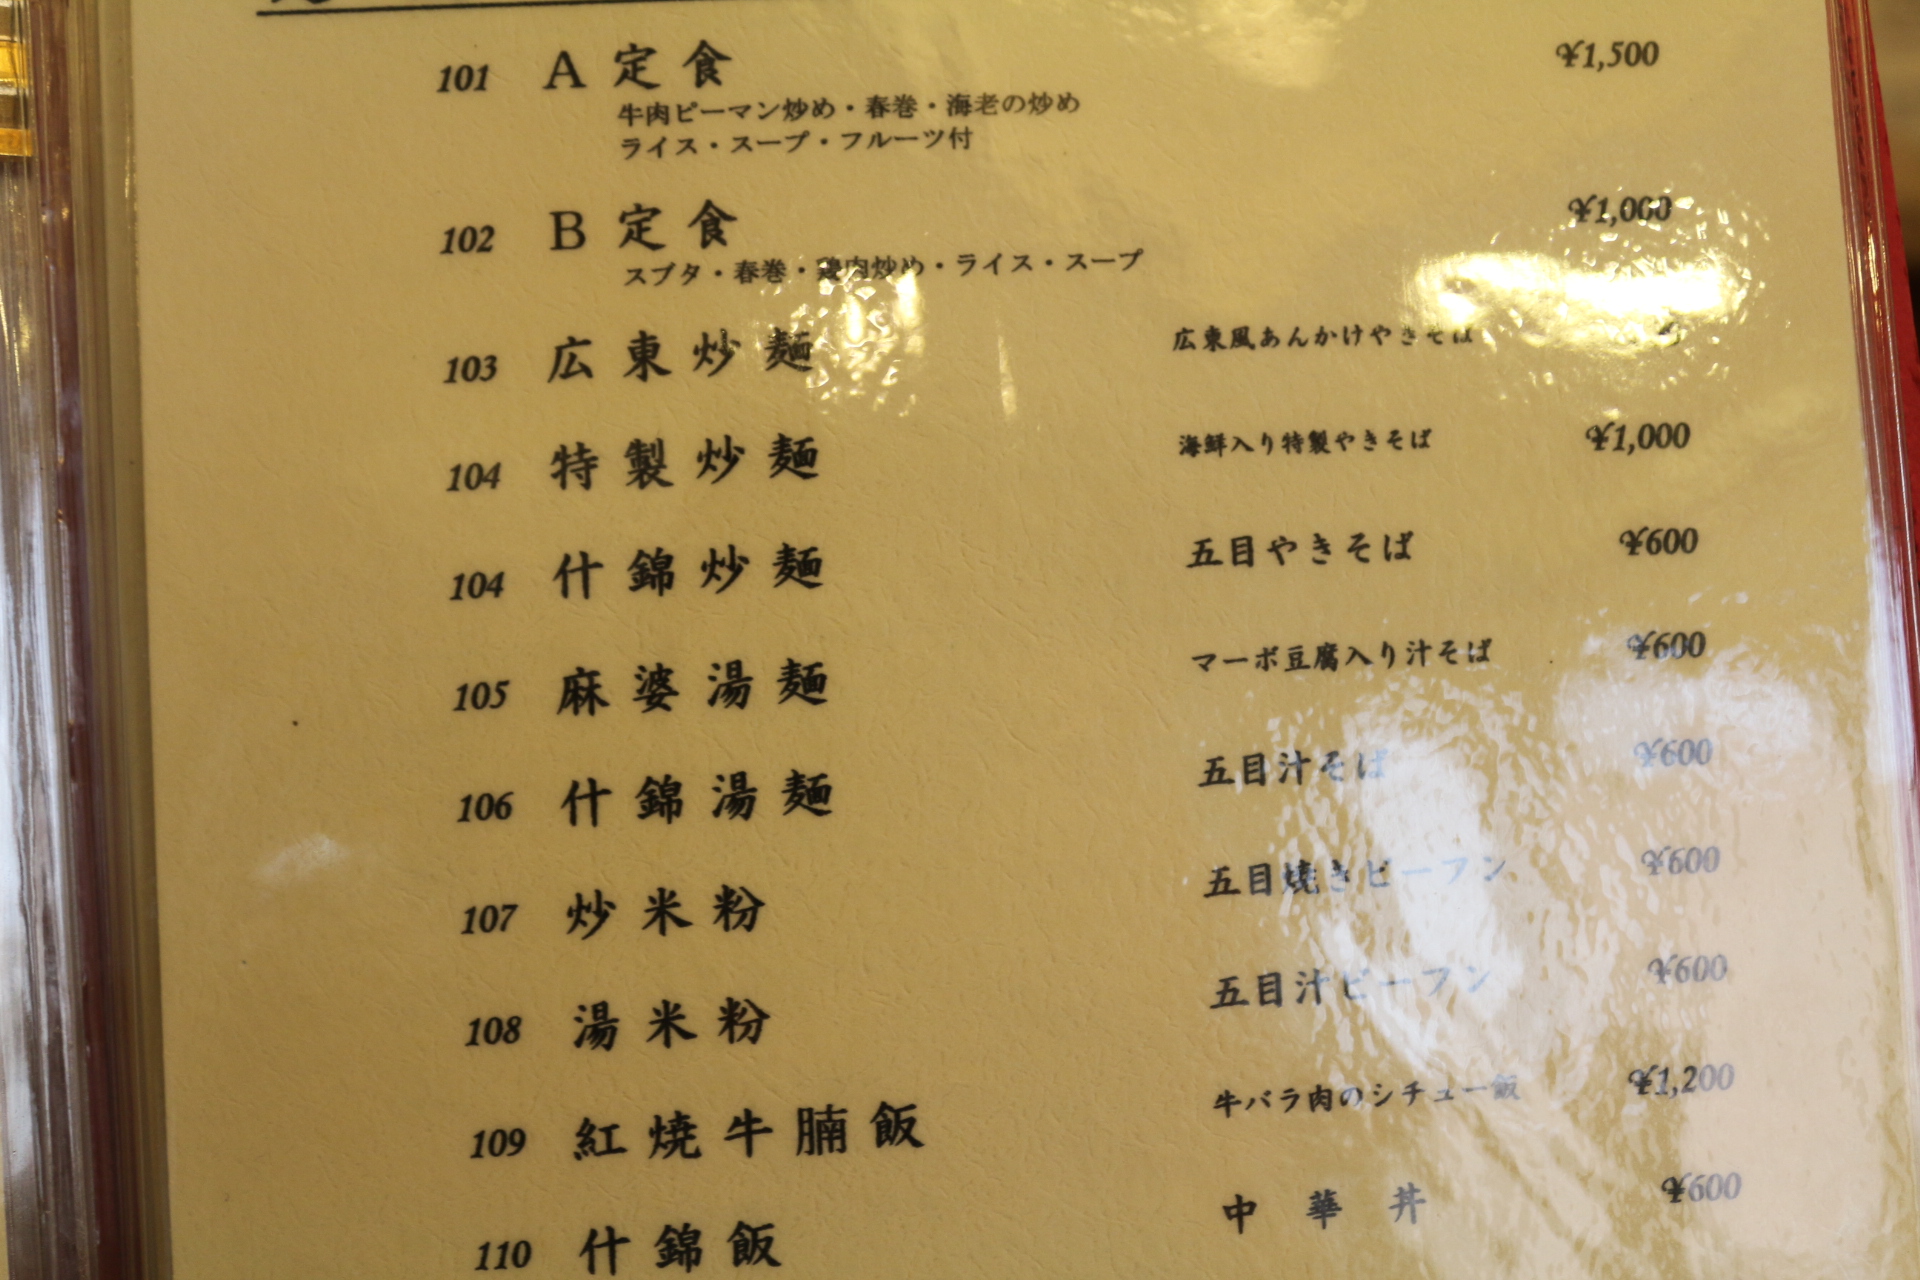 101 A定食 ¥1,500
牛肉ピーマン炒め・春巻・海老の炒め
ライス・スープ・フルーツ付
102 B定食 ¥1,000
スブタ・春巻・鶏肉炒め・ライス・スープ
103 広東炒麺 広東風あんかけやきそば
104 特製炒麺 海鮮入り特製やきそば ¥1,000
104 什錦炒麺 五目やきそば ¥600
105 麻婆湯麺 マーボ豆腐入り汁そば ¥600
106 什錦湯麺 五目汁そば ¥600
107 炒米粉 五目焼きビーフン ¥600
108 湯米粉 五目汁ビーフン ¥600
109 紅焼牛腩飯 牛バラ肉のシチュー飯 ¥1,200
110 什錦飯 中華丼 ¥600